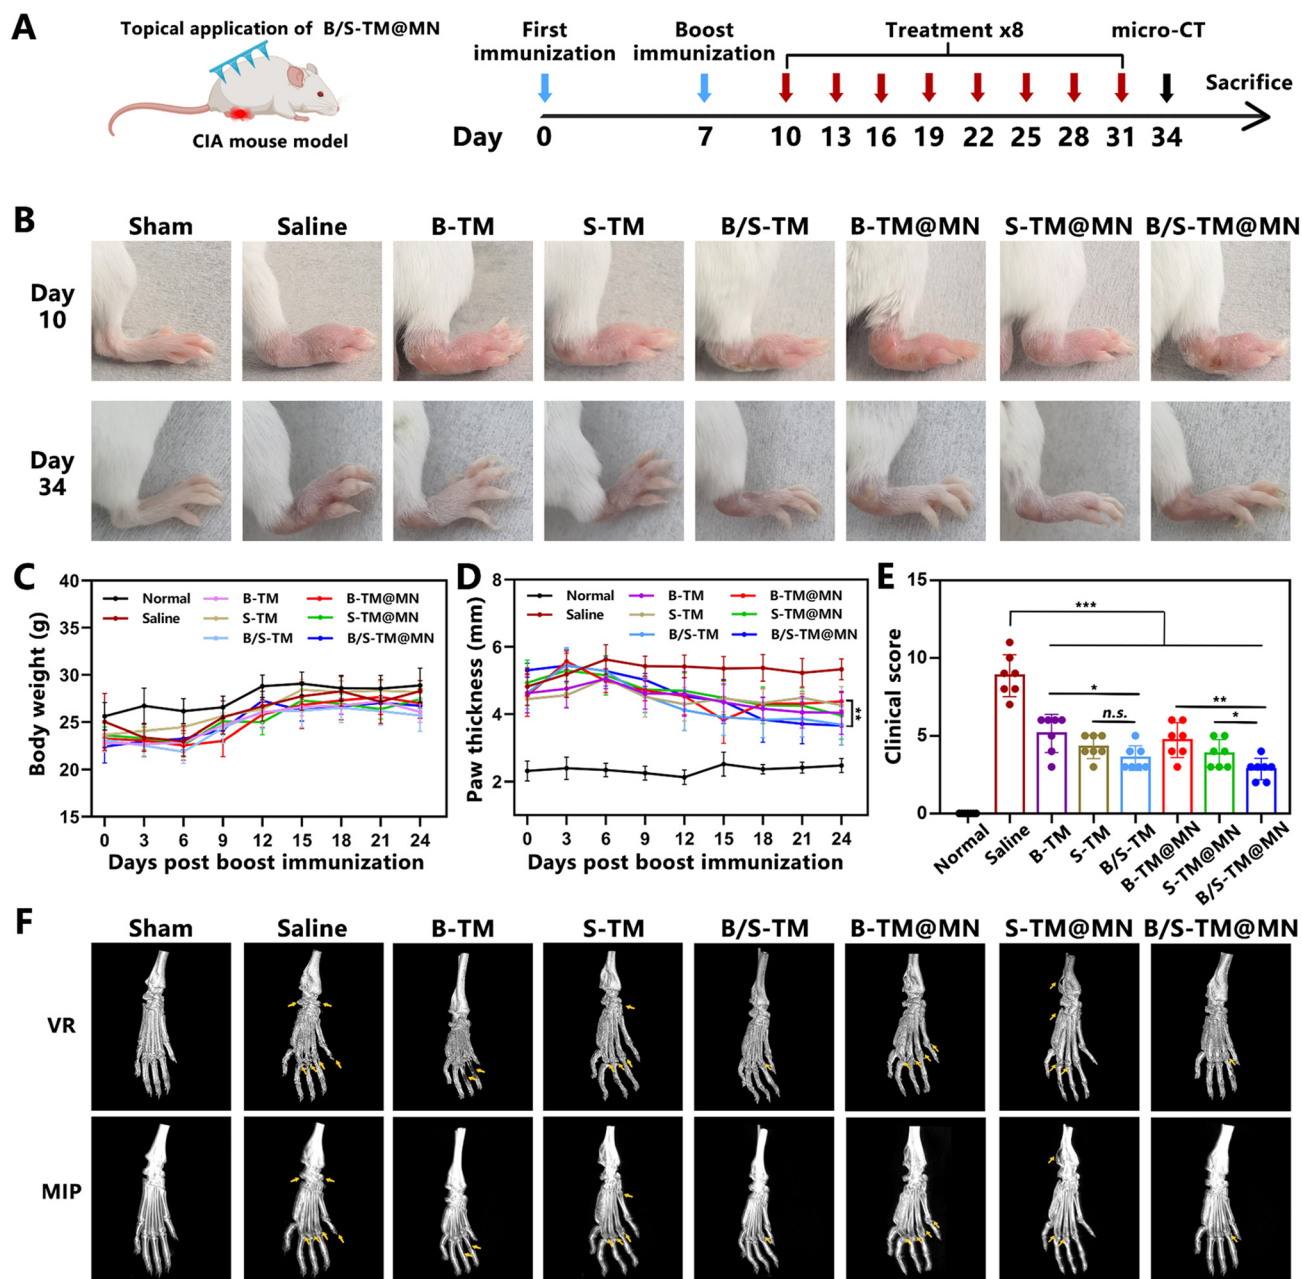 A
Topical application of B/S-TM@MN
CIA mouse model
First immunization
Boost immunization
Treatment x8
micro-CT
Sacrifice
Day 0 7 10 13 16 19 22 25 28 31 34
B
Sham Saline B-TM S-TM B/S-TM B-TM@MN S-TM@MN B/S-TM@MN
Day
10
Day
34
C
Body weight (g)
40
35
30
25
20
15
Normal B-TM B-TM@MN
Saline S-TM S-TM@MN
B/S-TM B/S-TM@MN
0 3 6 9 12 15 18 21 24
Days post boost immunization
D
Paw thickness (mm)
8
6
4
2
Normal B-TM B-TM@MN
Saline S-TM S-TM@MN
B/S-TM B/S-TM@MN
**
0 3 6 9 12 15 18 21 24
Days post boost immunization
E
Clinical score
15
10
5
0
***
*
n.s.
**
*
Normal Saline B-TM S-TM B/S-TM B-TM@MN S-TM@MN B/S-TM@MN
F
Sham Saline B-TM S-TM B/S-TM B-TM@MN S-TM@MN B/S-TM@MN
VR
MIP